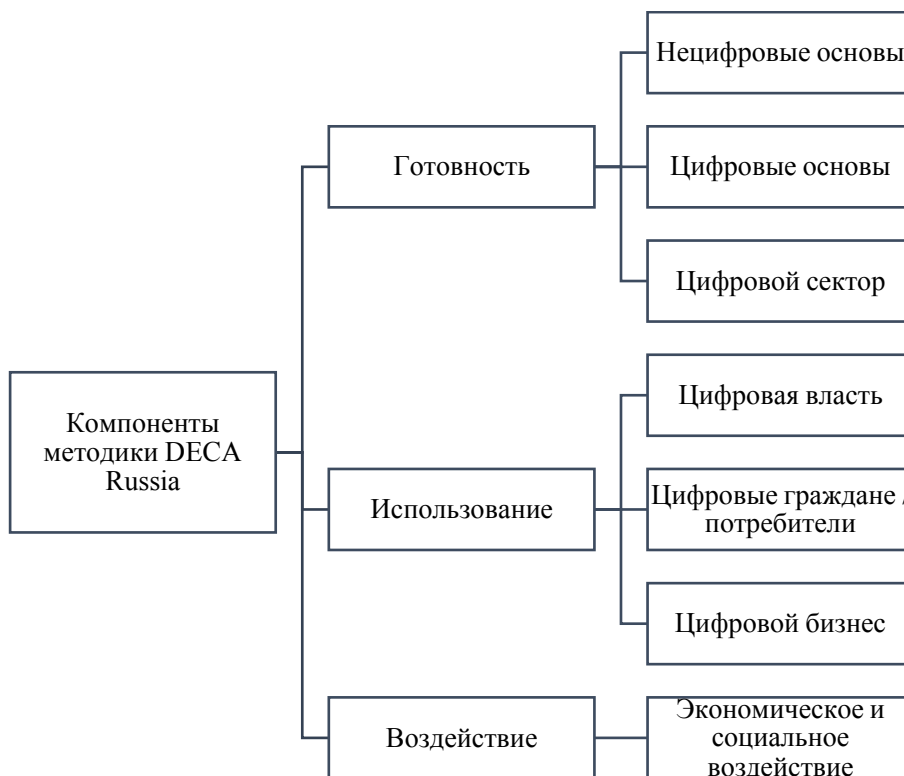 Нецифровые основы
Готовность
Цифровые основы
Цифровой сектор
Компоненты
методики DECA
Russia
Цифровая власть
Использование
Цифровые граждане /
потребители
Цифровой бизнес
Воздействие
Экономическое и
социальное
воздействие